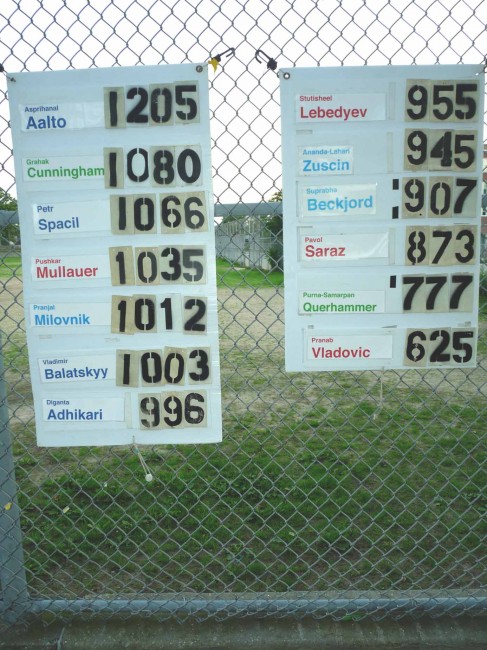 Asprihanal
Aalto 1205
Grahak
Cunningham 1080
Petr
Spacil 1066
Pushkar
Mullauer 1035
Pranjal
Milovnik 1012
Vladimir
Balatskyy 1003
Diganta
Adhikari 996
Stutisheel
Lebedyev 955
Ananda-Lahari
Zuscin 945
Suprabha
Beckjord 907
Pavol
Saraz 873
Purna-Samarpan
Querhammer 777
Pranab
Vladovic 625